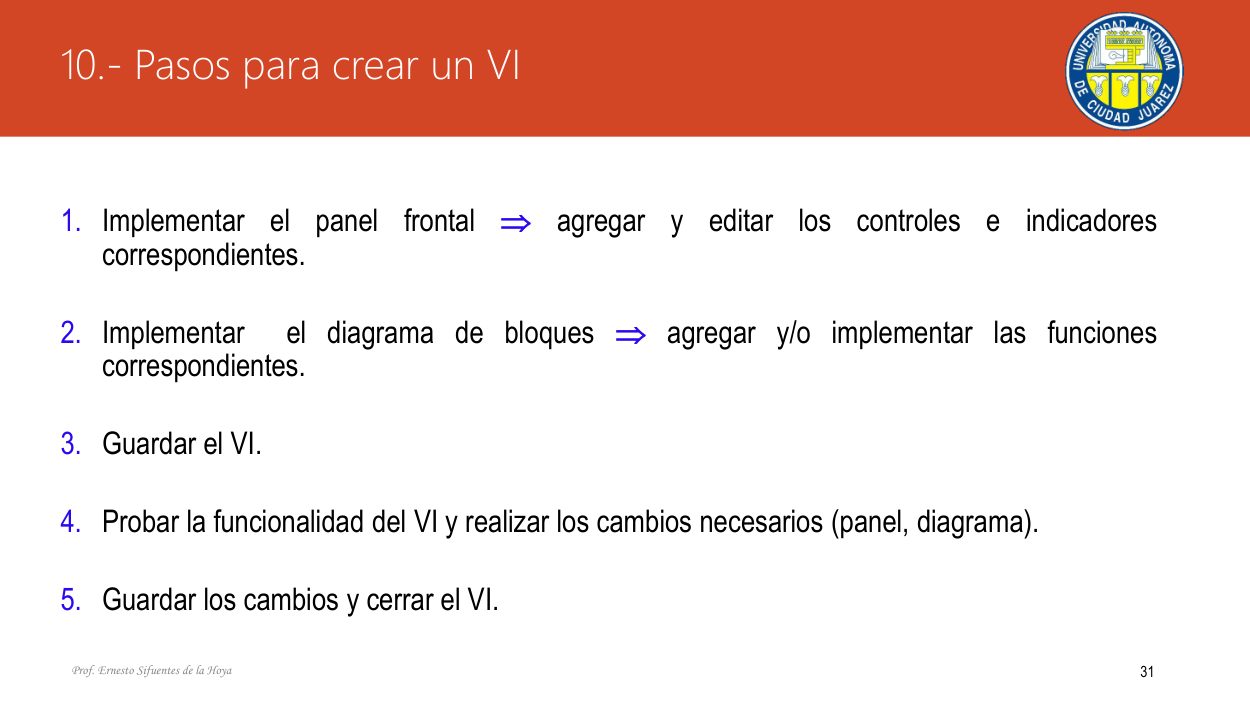 10.- Pasos para crear un VI
UNIVERSIDAD AUTONOMA
DE CIUDAD JUAREZ
1. Implementar el panel frontal ⇒ agregar y editar los controles e indicadores
correspondientes.
2. Implementar el diagrama de bloques ⇒ agregar y/o implementar las funciones
correspondientes.
3. Guardar el VI.
4. Probar la funcionalidad del VI y realizar los cambios necesarios (panel, diagrama).
5. Guardar los cambios y cerrar el VI.
Prof. Ernesto Sifuentes de la Hoya
31